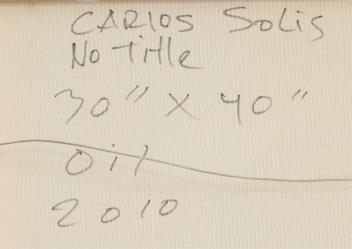 CARlos Solis
No Title
30" X 40"
oil
2010